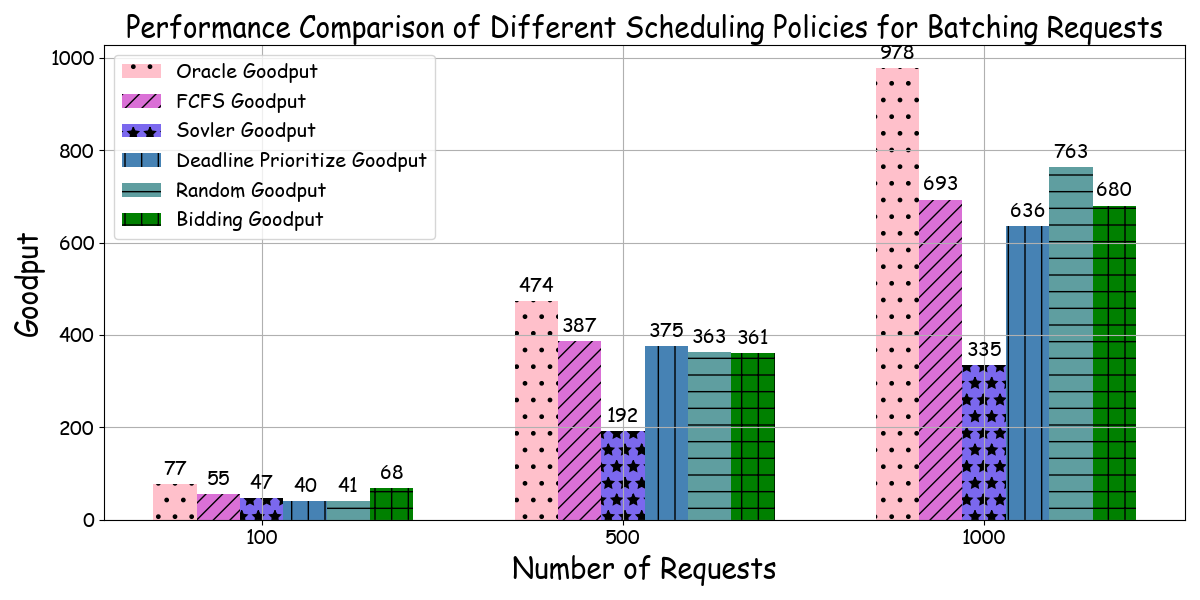 Performance Comparison of Different Scheduling Policies for Batching Requests
Goodput
1000
800
600
400
200
0
Oracle Goodput
FCFS Goodput
Sovler Goodput
Deadline Prioritize Goodput
Random Goodput
Bidding Goodput
77 55 47 40 41 68
474 387 192 375 363 361
978 693 335 636 763 680
100 500 1000
Number of Requests